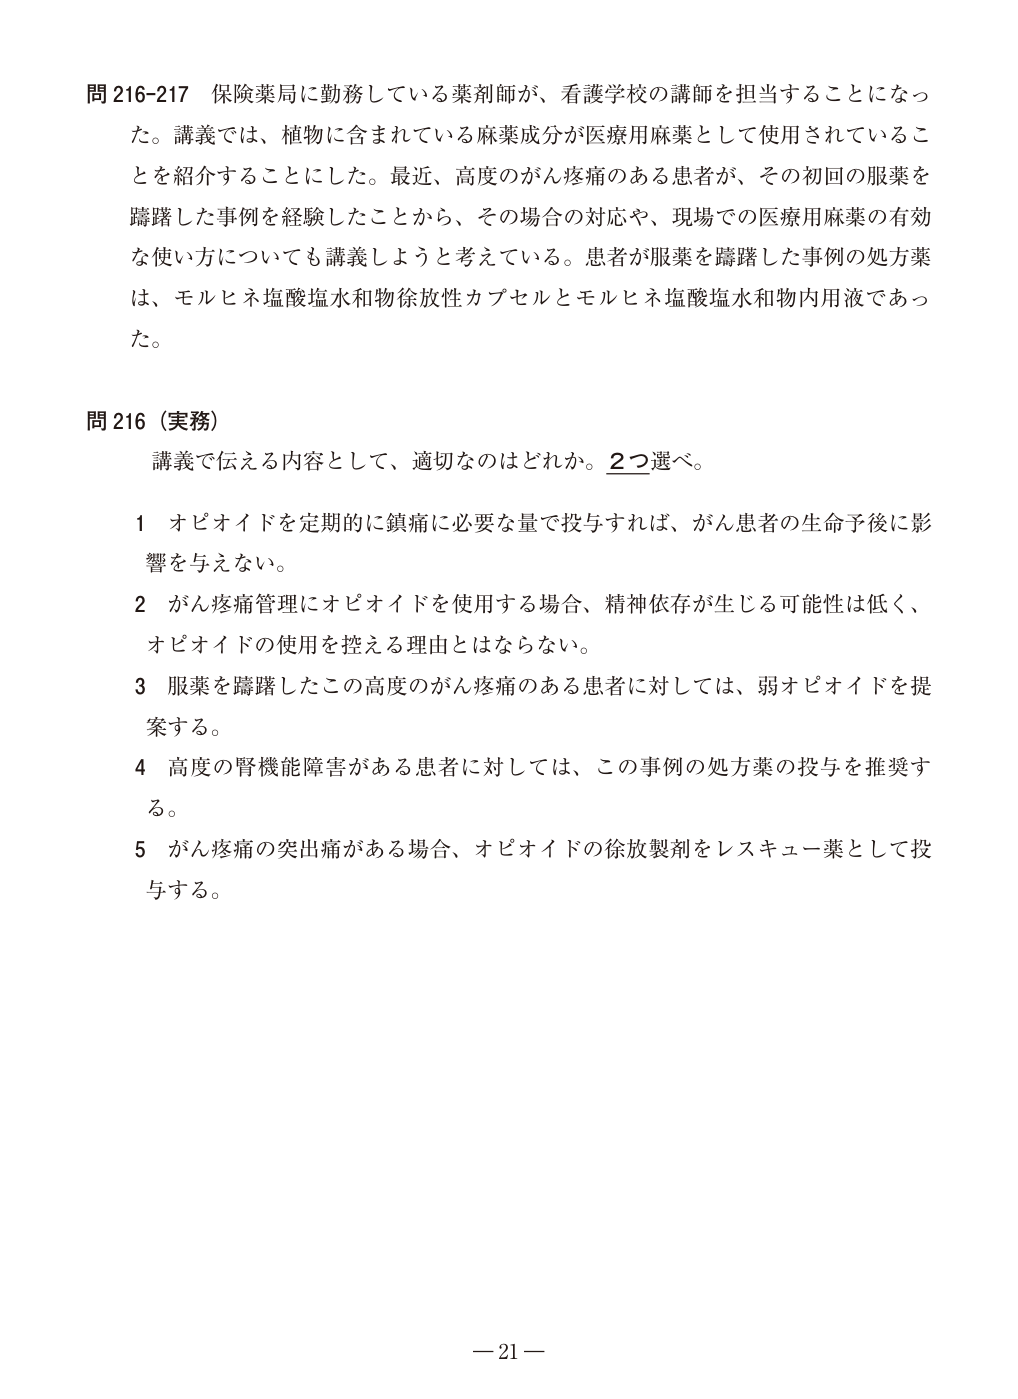 問 216−217　保険薬局に勤務している薬剤師が、看護学校の講師を担当することになっ
た。講義では、植物に含まれている麻薬成分が医療用麻薬として使用されているこ
とを紹介することにした。最近、高度のがん疼痛のある患者が、その初回の服薬を
躊躇した事例を経験したことから、その場合の対応や、現場での医療用麻薬の有効
な使い方についても講義しようと考えている。患者が服薬を躊躇した事例の処方薬
は、モルヒネ塩酸塩水和物徐放性カプセルとモルヒネ塩酸塩水和物内用液であっ
た。
問 216（実務）
講義で伝える内容として、適切なのはどれか。２つ選べ。
1　オピオイドを定期的に鎮痛に必要な量で投与すれば、がん患者の生命予後に影
響を与えない。
2　がん疼痛管理にオピオイドを使用する場合、精神依存が生じる可能性は低く、
オピオイドの使用を控える理由とはならない。
3　服薬を躊躇したこの高度のがん疼痛のある患者に対しては、弱オピオイドを提
案する。
4　高度の腎機能障害がある患者に対しては、この事例の処方薬の投与を推奨す
る。
5　がん疼痛の突出痛がある場合、オピオイドの徐放製剤をレスキュー薬として投
与する。
― 21 ―